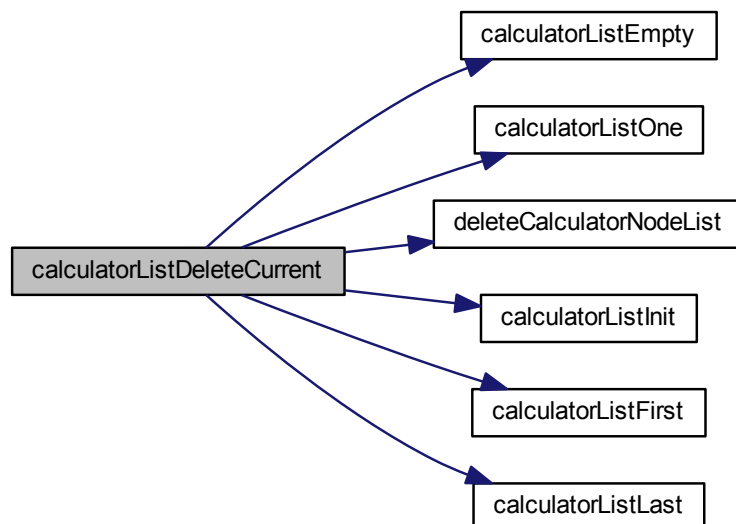 calculatorListEmpty
calculatorListOne
deleteCalculatorNodeList
calculatorListDeleteCurrent
calculatorListInit
calculatorListFirst
calculatorListLast